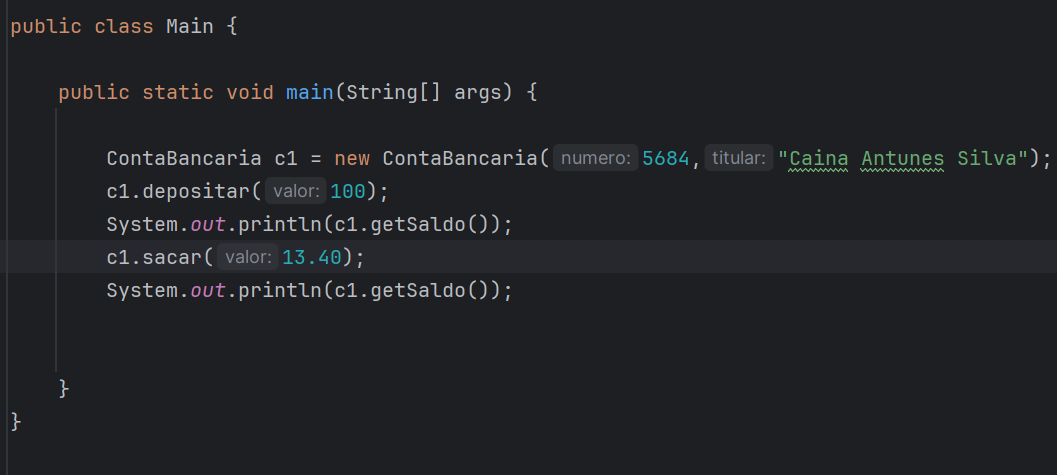 public class Main {
public static void main(String[] args) {
ContaBancaria c1 = new ContaBancaria( numero: 5684, titular: "Caina Antunes Silva");
c1.depositar( valor: 100);
System.out.println(c1.getSaldo());
c1.sacar( valor: 13.40);
System.out.println(c1.getSaldo());
}
}